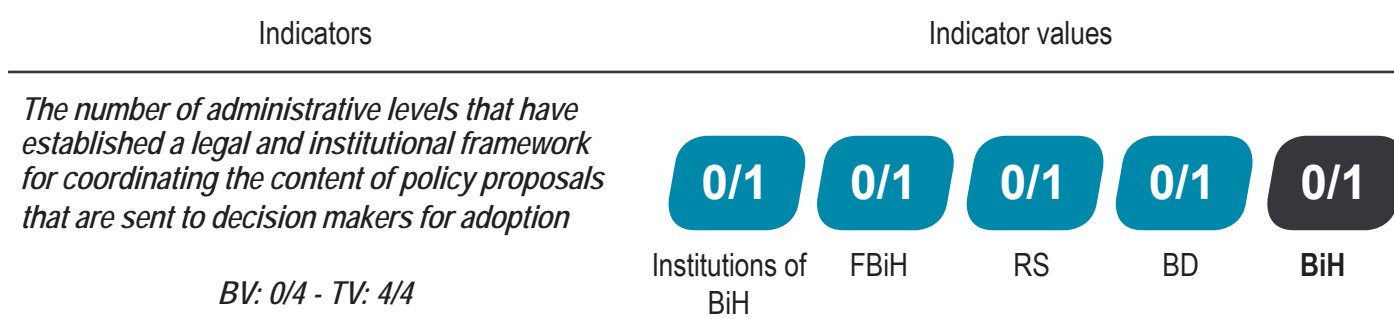 Indicators
Indicator values
The number of administrative levels that have
established a legal and institutional framework
for coordinating the content of policy proposals
that are sent to decision makers for adoption
BV: 0/4 - TV: 4/4
0/1
0/1
0/1
0/1
0/1
Institutions of
BiH
FBiH
RS
BD
BiH